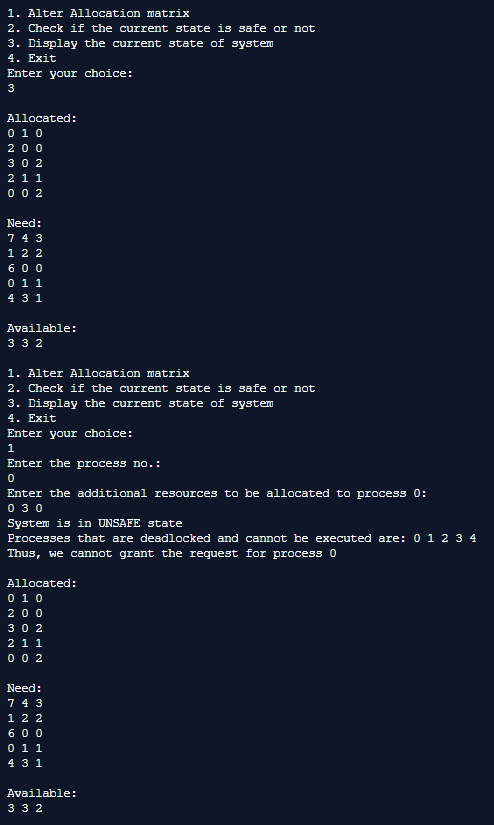 1. Alter Allocation matrix
2. Check if the current state is safe or not
3. Display the current state of system
4. Exit
Enter your choice:
3
Allocated:
0 1 0
2 0 0
3 0 2
2 1 1
0 0 2
Need:
7 4 3
1 2 2
6 0 0
0 1 1
4 3 1
Available:
3 3 2
1. Alter Allocation matrix
2. Check if the current state is safe or not
3. Display the current state of system
4. Exit
Enter your choice:
1
Enter the process no.:
0
Enter the additional resources to be allocated to process 0:
0 3 0
System is in UNSAFE state
Processes that are deadlocked and cannot be executed are: 0 1 2 3 4
Thus, we cannot grant the request for process 0
Allocated:
0 1 0
2 0 0
3 0 2
2 1 1
0 0 2
Need:
7 4 3
1 2 2
6 0 0
0 1 1
4 3 1
Available:
3 3 2